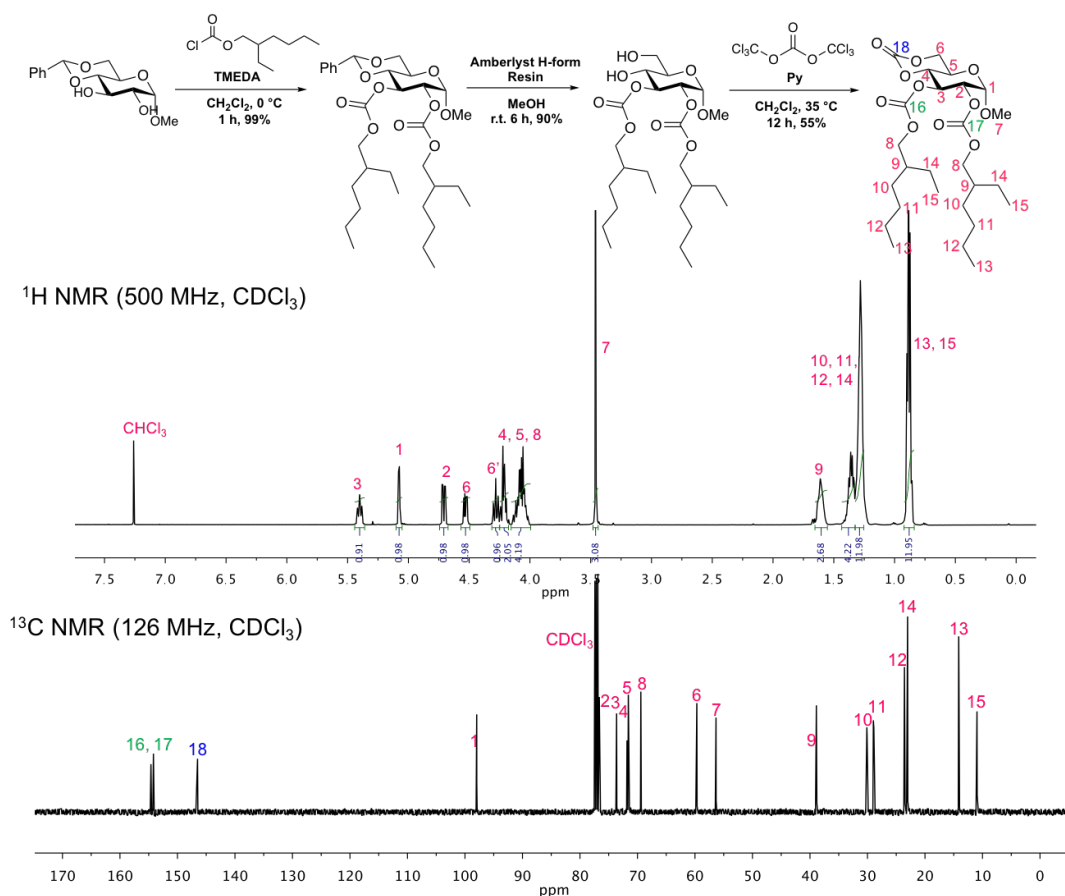 Cl O O
TMEDA
CH2Cl2, 0 °C
1 h, 99%
Ph O O O HO HO OMe
Ph O O O O O OMe O O O O
Amberlyst H-form
Resin
MeOH
r.t. 6 h, 90%
HO HO O O O OMe O O O O
Cl3C O O O CCl3
Py
CH2Cl2, 35 °C
12 h, 55%
O 18 O O 6 5 O 4 1 3 2 O O OMe O 16 17 7 O O O
8 8
9 14 9 14
10 15 10 15
11 11
12 12
13 13
¹H NMR (500 MHz, CDCl₃)
CHCl₃
3
1
2
6
6'
4, 5, 8
7
9
10, 11,
12, 14
13, 15
0.91 0.98 0.98 0.98 0.96 2.05 4.19 3.08 2.68 4.22 11.98 11.95
7.5 7.0 6.5 6.0 5.5 5.0 4.5 4.0 3.5 3.0 2.5 2.0 1.5 1.0 0.5 0.0
ppm
¹³C NMR (126 MHz, CDCl₃)
16, 17
18
1
CDCl₃
2
3
4
5
8
6
7
9
10
11
12
14
13
15
170 160 150 140 130 120 110 100 90 80 70 60 50 40 30 20 10 0
ppm